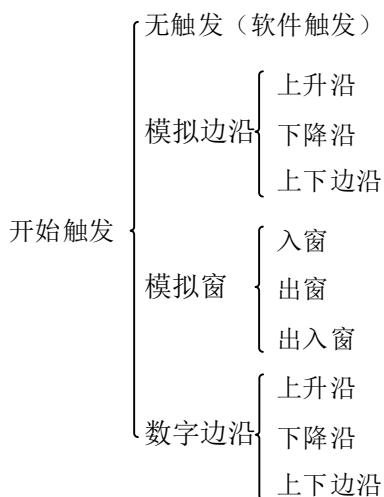 无触发（软件触发）
上升沿
模拟边沿
下降沿
上下边沿
开始触发
入窗
模拟窗
出窗
出入窗
上升沿
数字边沿
下降沿
上下边沿